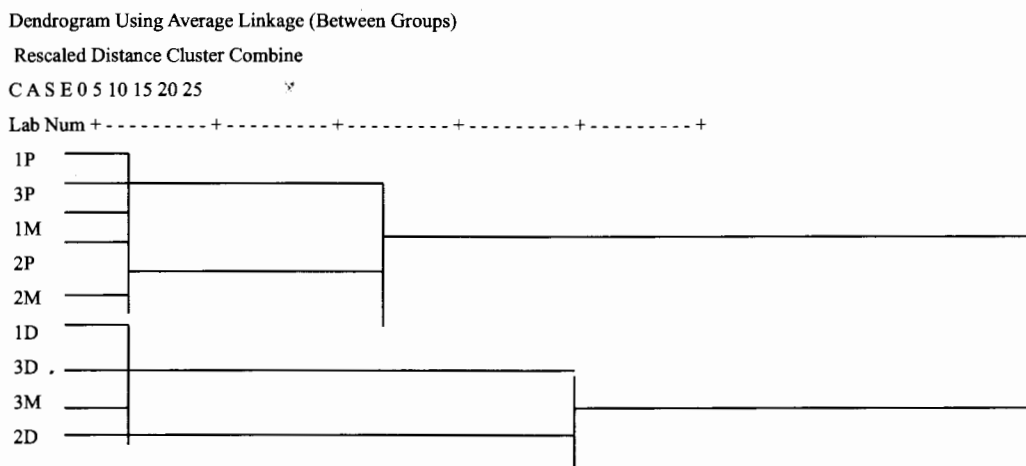 Dendrogram Using Average Linkage (Between Groups)
Rescaled Distance Cluster Combine
C A S E 0 5 10 15 20 25
Lab Num + - - - - - - - - - + - - - - - - - - - + - - - - - - - - - + - - - - - - - - - + - - - - - - - - - +
1P
3P
1M
2P
2M
1D
3D
3M
2D